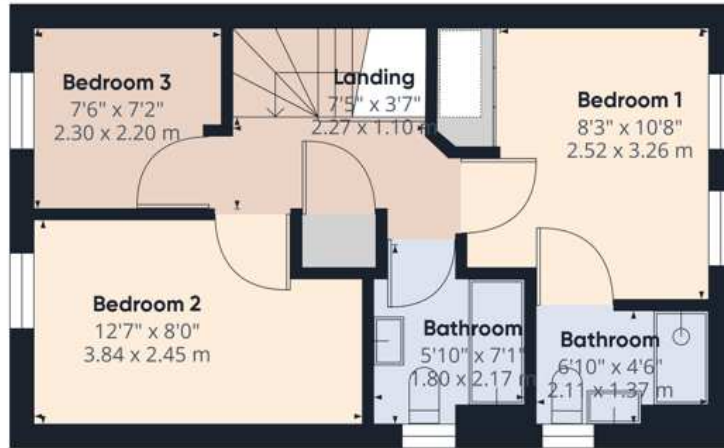 Bedroom 3
7'6" x 7'2"
2.30 x 2.20 m
Landing
7'5" x 3'7"
2.27 x 1.10 m
Bedroom 1
8'3" x 10'8"
2.52 x 3.26 m
Bedroom 2
12'7" x 8'0"
3.84 x 2.45 m
Bathroom
5'10" x 7'1"
1.80 x 2.17 m
Bathroom
6'10" x 4'6"
2.11 x 1.37 m